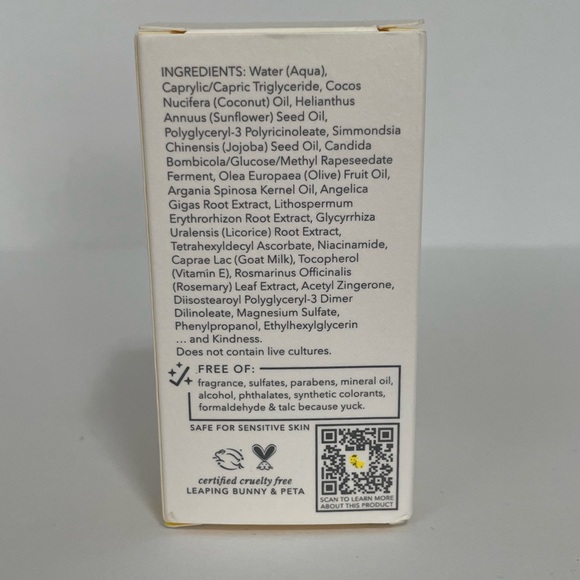 INGREDIENTS: Water (Aqua),
Caprylic/Capric Triglyceride, Cocos
Nucifera (Coconut) Oil, Helianthus
Annuus (Sunflower) Seed Oil,
Polyglyceryl-3 Polyricinoleate, Simmondsia
Chinensis (Jojoba) Seed Oil, Candida
Bombicola/Glucose/Methyl Rapeseedate
Ferment, Olea Europaea (Olive) Fruit Oil,
Argania Spinosa Kernel Oil, Angelica
Gigas Root Extract, Lithospermum
Erythrorhizon Root Extract, Glycyrrhiza
Uralensis (Licorice) Root Extract,
Tetrahexyldecyl Ascorbate, Niacinamide,
Caprae Lac (Goat Milk), Tocopherol
(Vitamin E), Rosmarinus Officinalis
(Rosemary) Leaf Extract, Acetyl Zingerone,
Diisostearoyl Polyglyceryl-3 Dimer
Dilinoleate, Magnesium Sulfate,
Phenylpropanol, Ethylhexylglycerin
... and Kindness.
Does not contain live cultures.
FREE OF:
fragrance, sulfates, parabens, mineral oil,
alcohol, phthalates, synthetic colorants,
formaldehyde & talc because yuck.
SAFE FOR SENSITIVE SKIN
certified cruelty free
LEAPING BUNNY & PETA
SCAN TO LEARN MORE
ABOUT THIS PRODUCT